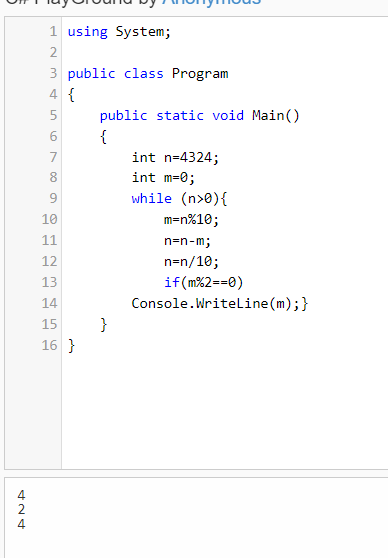 C# PlayGround by Anonymous
1 using System;
2
3 public class Program
4 {
5 public static void Main()
6 {
7 int n=4324;
8 int m=0;
9 while (n>0){
10 m=n%10;
11 n=n-m;
12 n=n/10;
13 if(m%2==0)
14 Console.WriteLine(m);}
15 }
16 }
4
2
4